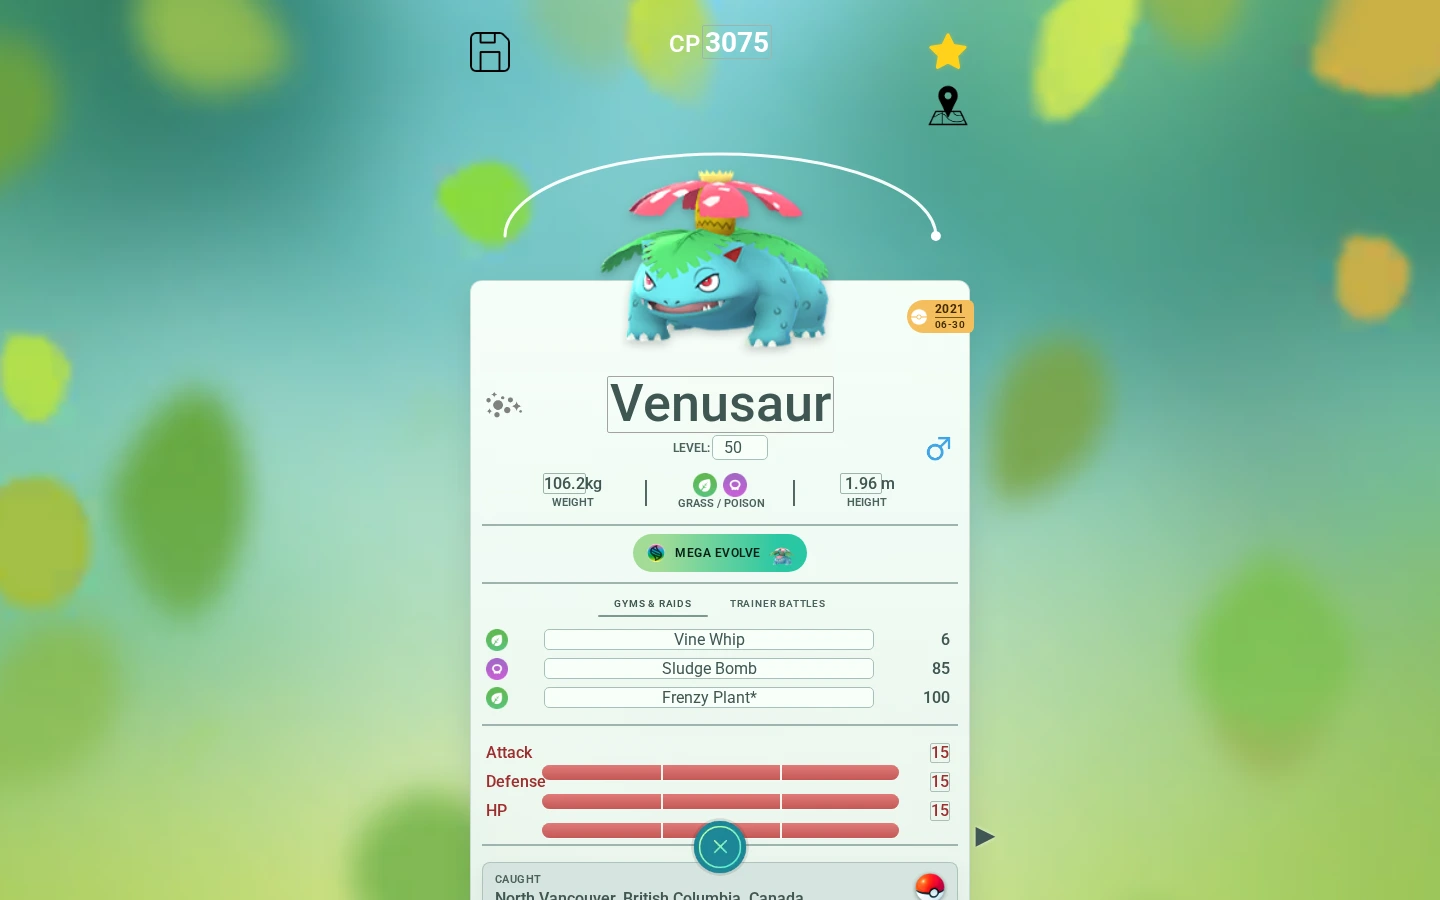 CP 3075
2021
06-30
Venusaur
LEVEL: 50
106.2kg
WEIGHT
GRASS / POISON
1.96 m
HEIGHT
MEGA EVOLVE
GYMS & RAIDS TRAINER BATTLES
Vine Whip 6
Sludge Bomb 85
Frenzy Plant* 100
Attack 15
Defense 15
HP 15
CAUGHT
North Vancouver, British Columbia, Canada